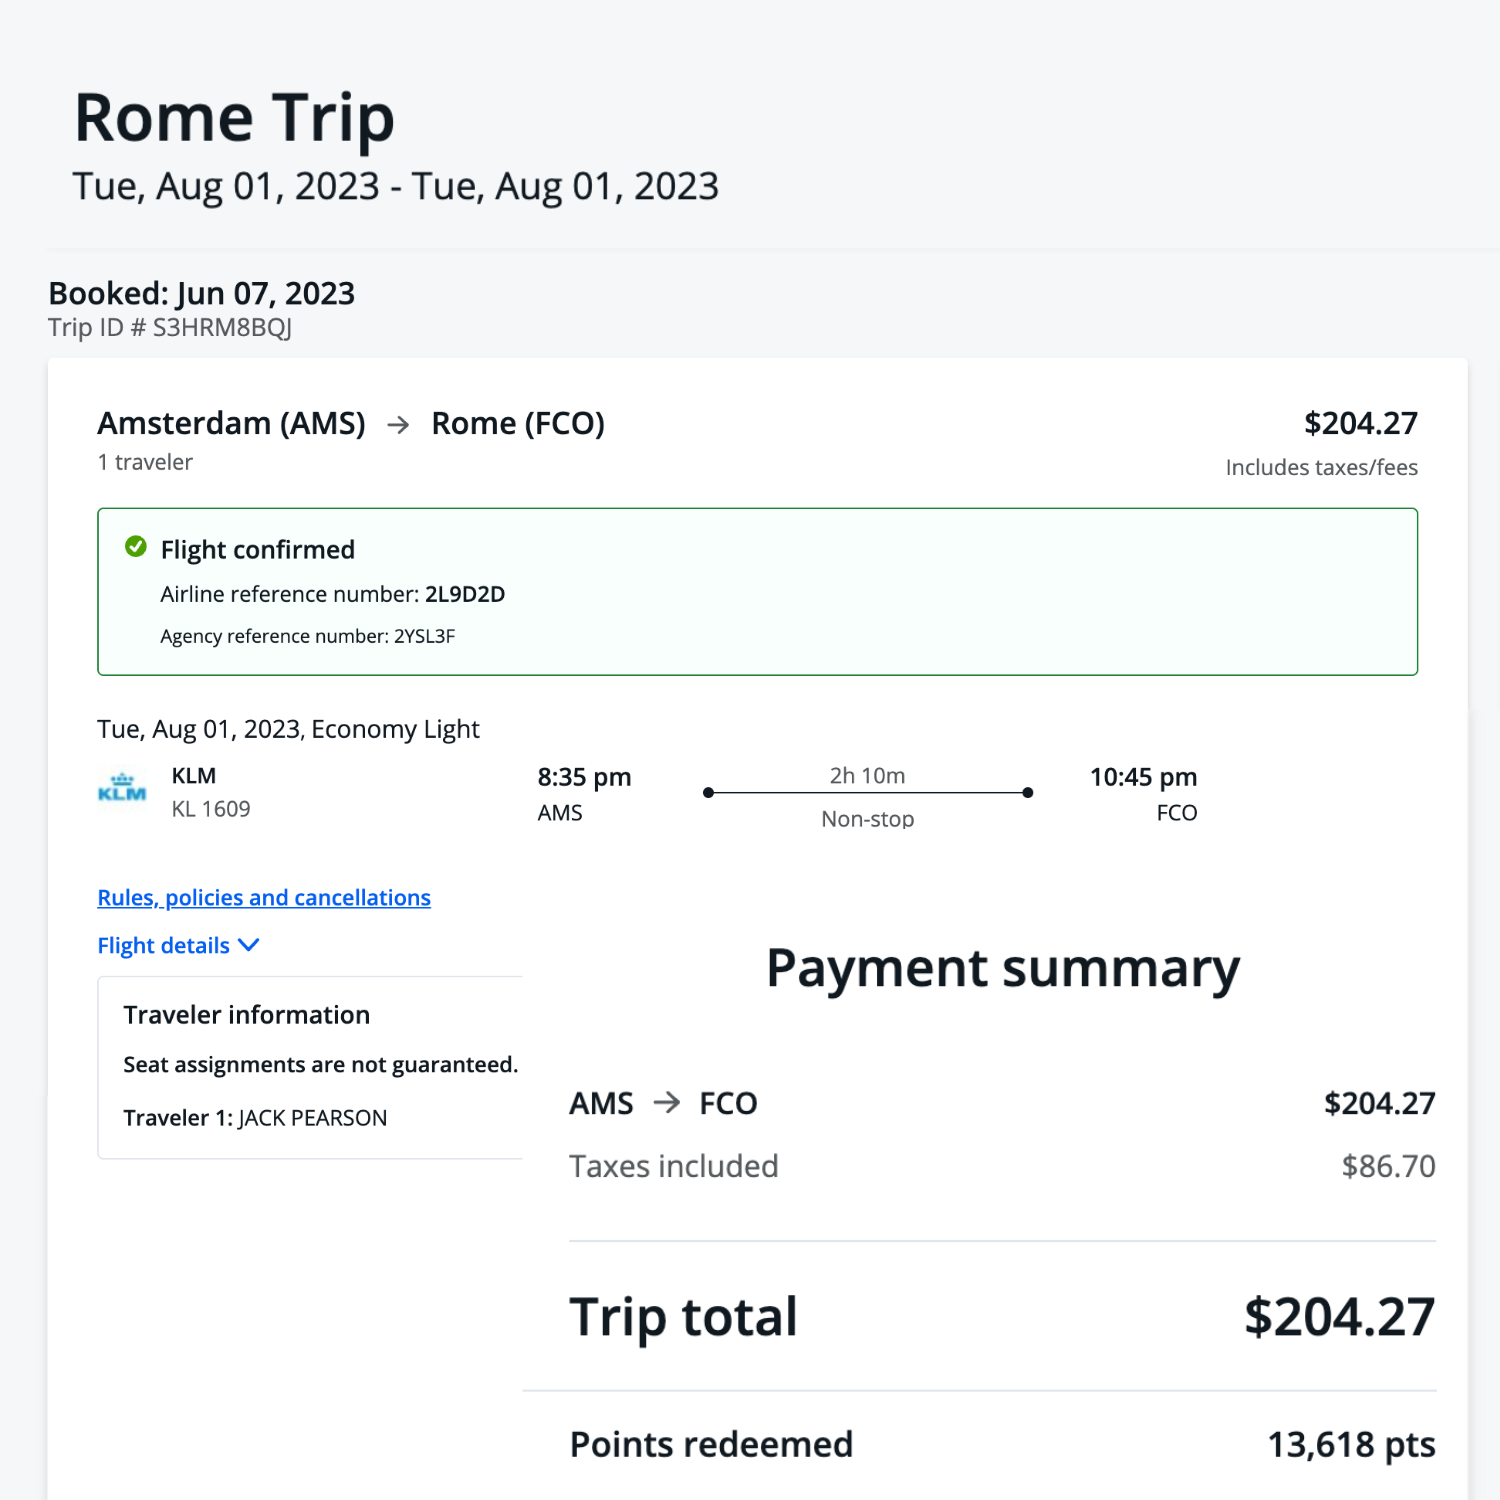 Rome Trip
Tue, Aug 01, 2023 - Tue, Aug 01, 2023
Booked: Jun 07, 2023
Trip ID # S3HRM8BQJ
Amsterdam (AMS) → Rome (FCO) $204.27
1 traveler Includes taxes/fees
Flight confirmed
Airline reference number: 2L9D2D
Agency reference number: 2YSL3F
Tue, Aug 01, 2023, Economy Light
KLM KLM 8:35 pm 2h 10m 10:45 pm
KL 1609 AMS Non-stop FCO
Rules, policies and cancellations
Flight details
Traveler information
Seat assignments are not guaranteed.
Traveler 1: JACK PEARSON
Payment summary
AMS → FCO $204.27
Taxes included $86.70
Trip total $204.27
Points redeemed 13,618 pts